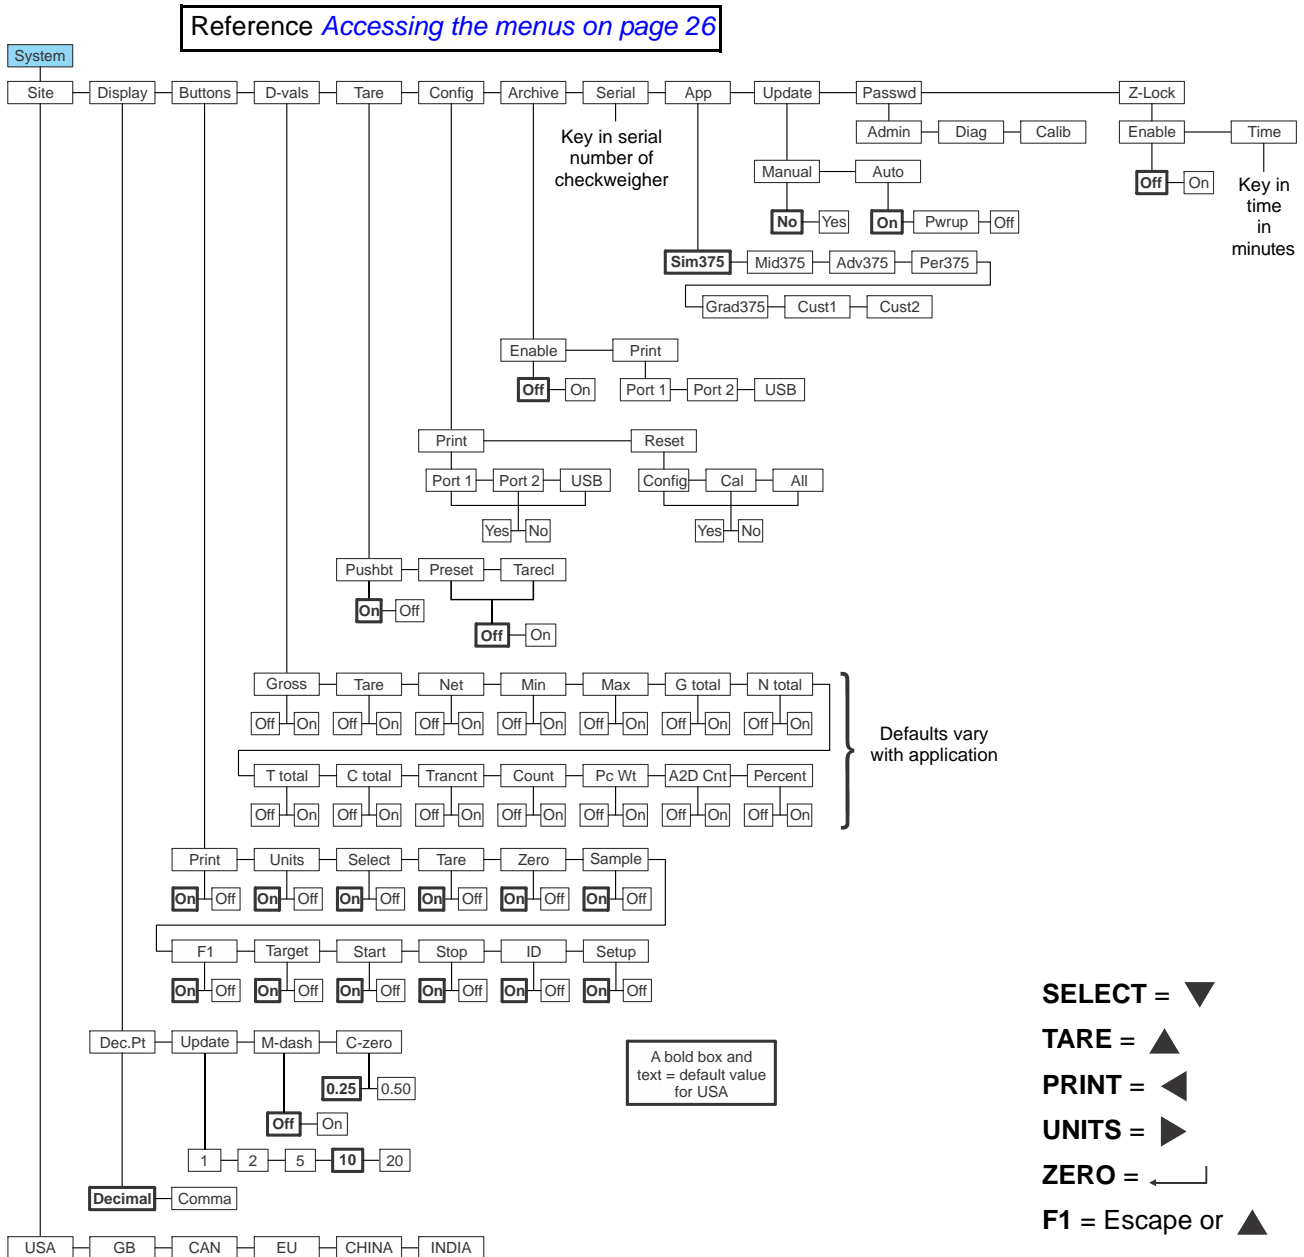 Reference Accessing the menus on page 26
System
Site Display Buttons D-vals Tare Config Archive Serial App Update Passwd Z-Lock
Key in serial
number of
checkweigher
Admin Diag Calib
Enable Time
Off On
Key in
time
in
minutes
Manual Auto
No Yes On Pwrup Off
Sim375 Mid375 Adv375 Per375
Grad375 Cust1 Cust2
Enable Print
Off On Port 1 Port 2 USB
Print Reset
Port 1 Port 2 USB Config Cal All
Yes No Yes No
Pushbt Preset Tarecl
On Off
Off On
Gross Tare Net Min Max G total N total
Off On Off On Off On Off On Off On Off On Off On
Defaults vary
with application
T total C total Trancnt Count Pc Wt A2D Cnt Percent
Off On Off On Off On Off On Off On Off On Off On
Print Units Select Tare Zero Sample
On Off On Off On Off On Off On Off On Off
F1 Target Start Stop ID Setup
On Off On Off On Off On Off On Off On Off
Dec.Pt Update M-dash C-zero
0.25 0.50
Off On
1 2 5 10 20
Decimal Comma
USA GB CAN EU CHINA INDIA
A bold box and
text = default value
for USA
SELECT = ▼
TARE = ▲
PRINT = ◀
UNITS = ▶
ZERO = ↵
F1 = Escape or ▲